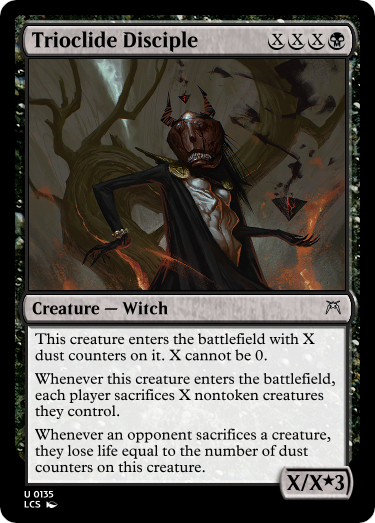 Trioclide Disciple XXXB
Creature — Witch
This creature enters the battlefield with X
dust counters on it. X cannot be 0.
Whenever this creature enters the battlefield,
each player sacrifices X nontoken creatures
they control.
Whenever an opponent sacrifices a creature,
they lose life equal to the number of dust
counters on this creature.
X/X★3
U 0135
LCS